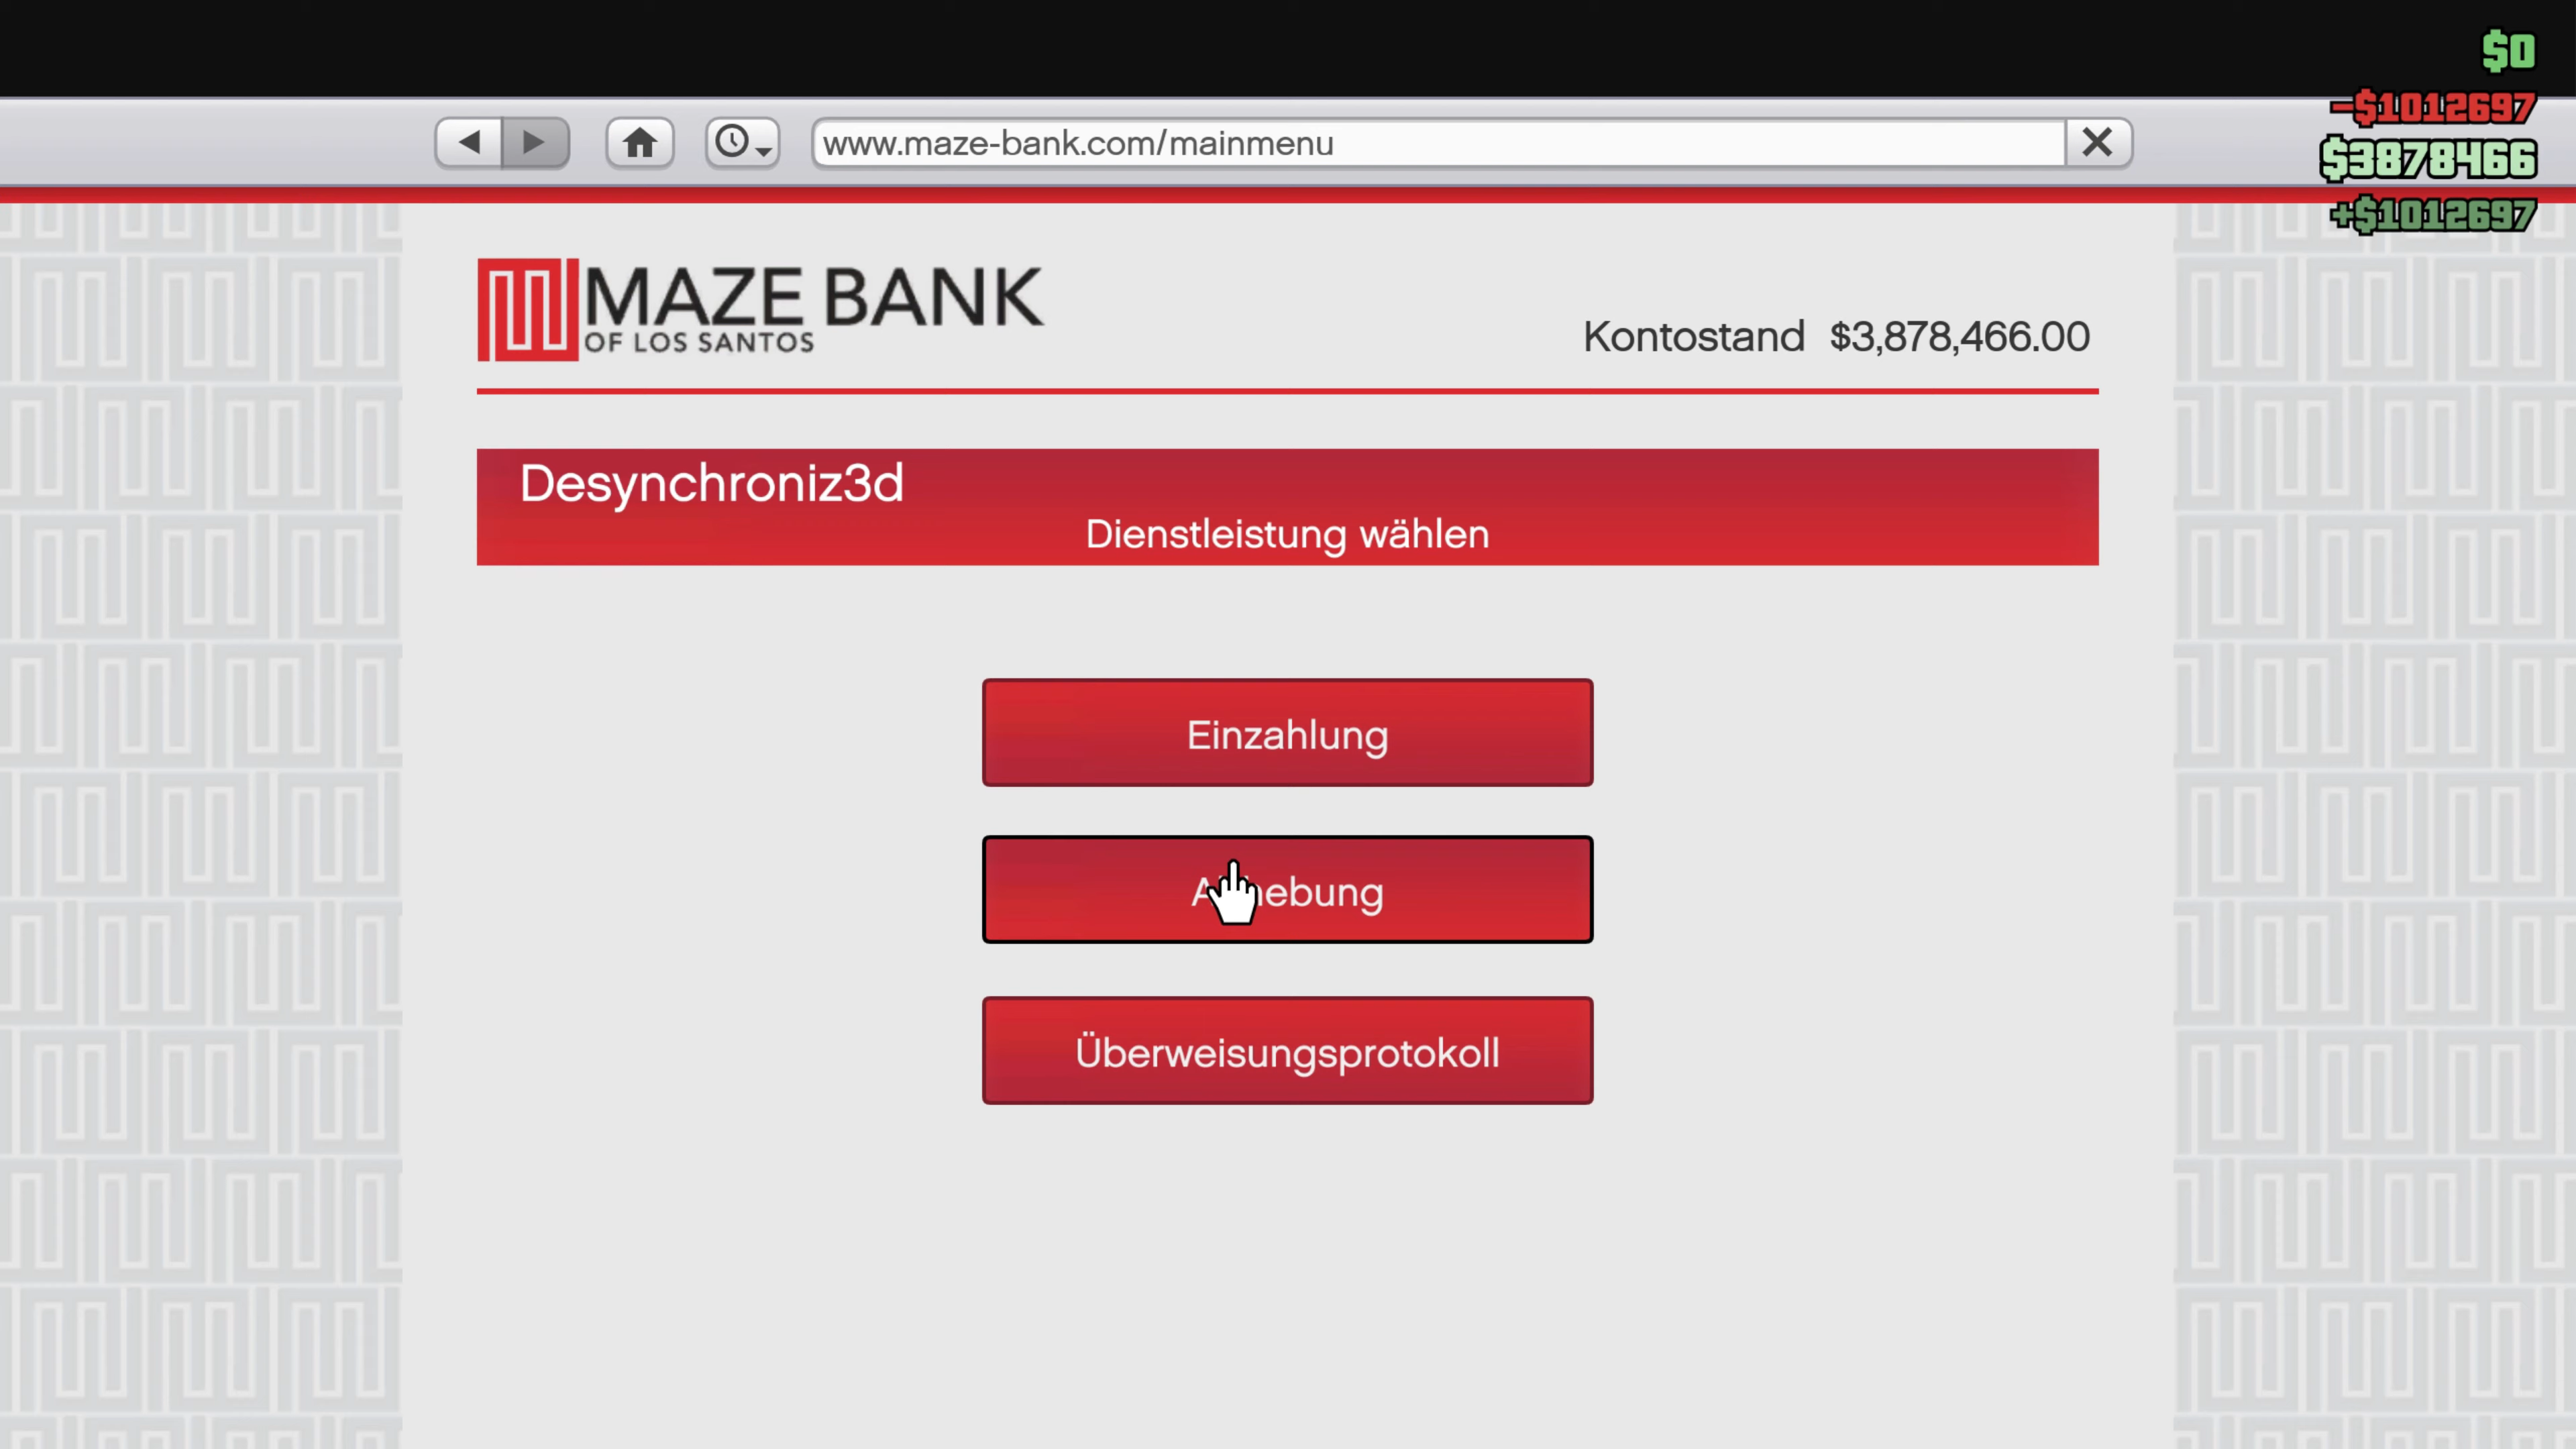 $0
-$1012697
www.maze-bank.com/mainmenu
$3878466
+$1012697
MAZE BANK
OF LOS SANTOS
Kontostand $3,878,466.00
Desynchroniz3d
Dienstleistung wählen
Einzahlung
Abhebung
Überweisungsprotokoll